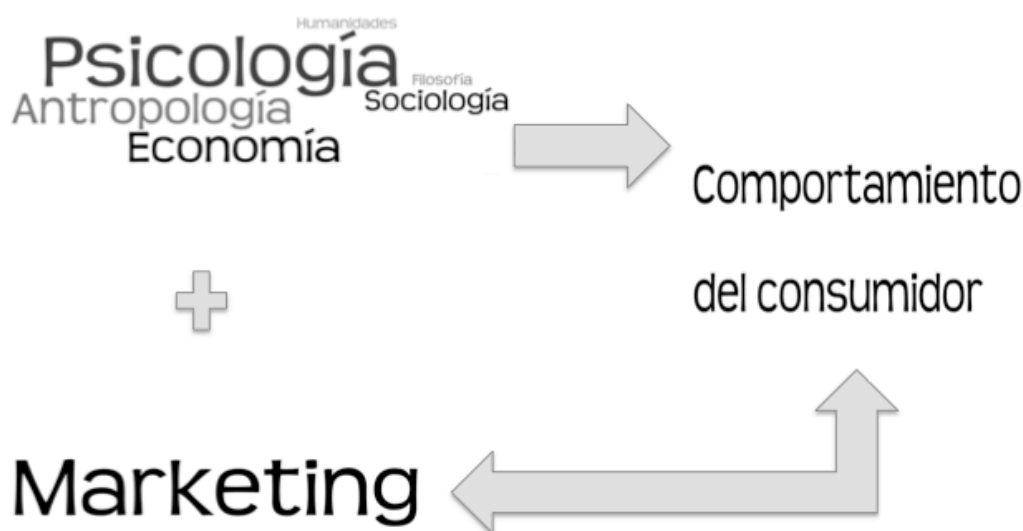 Humanidades
Psicología
Filosofía
Antropología
Sociología
Economía
Comportamiento
del consumidor
Marketing